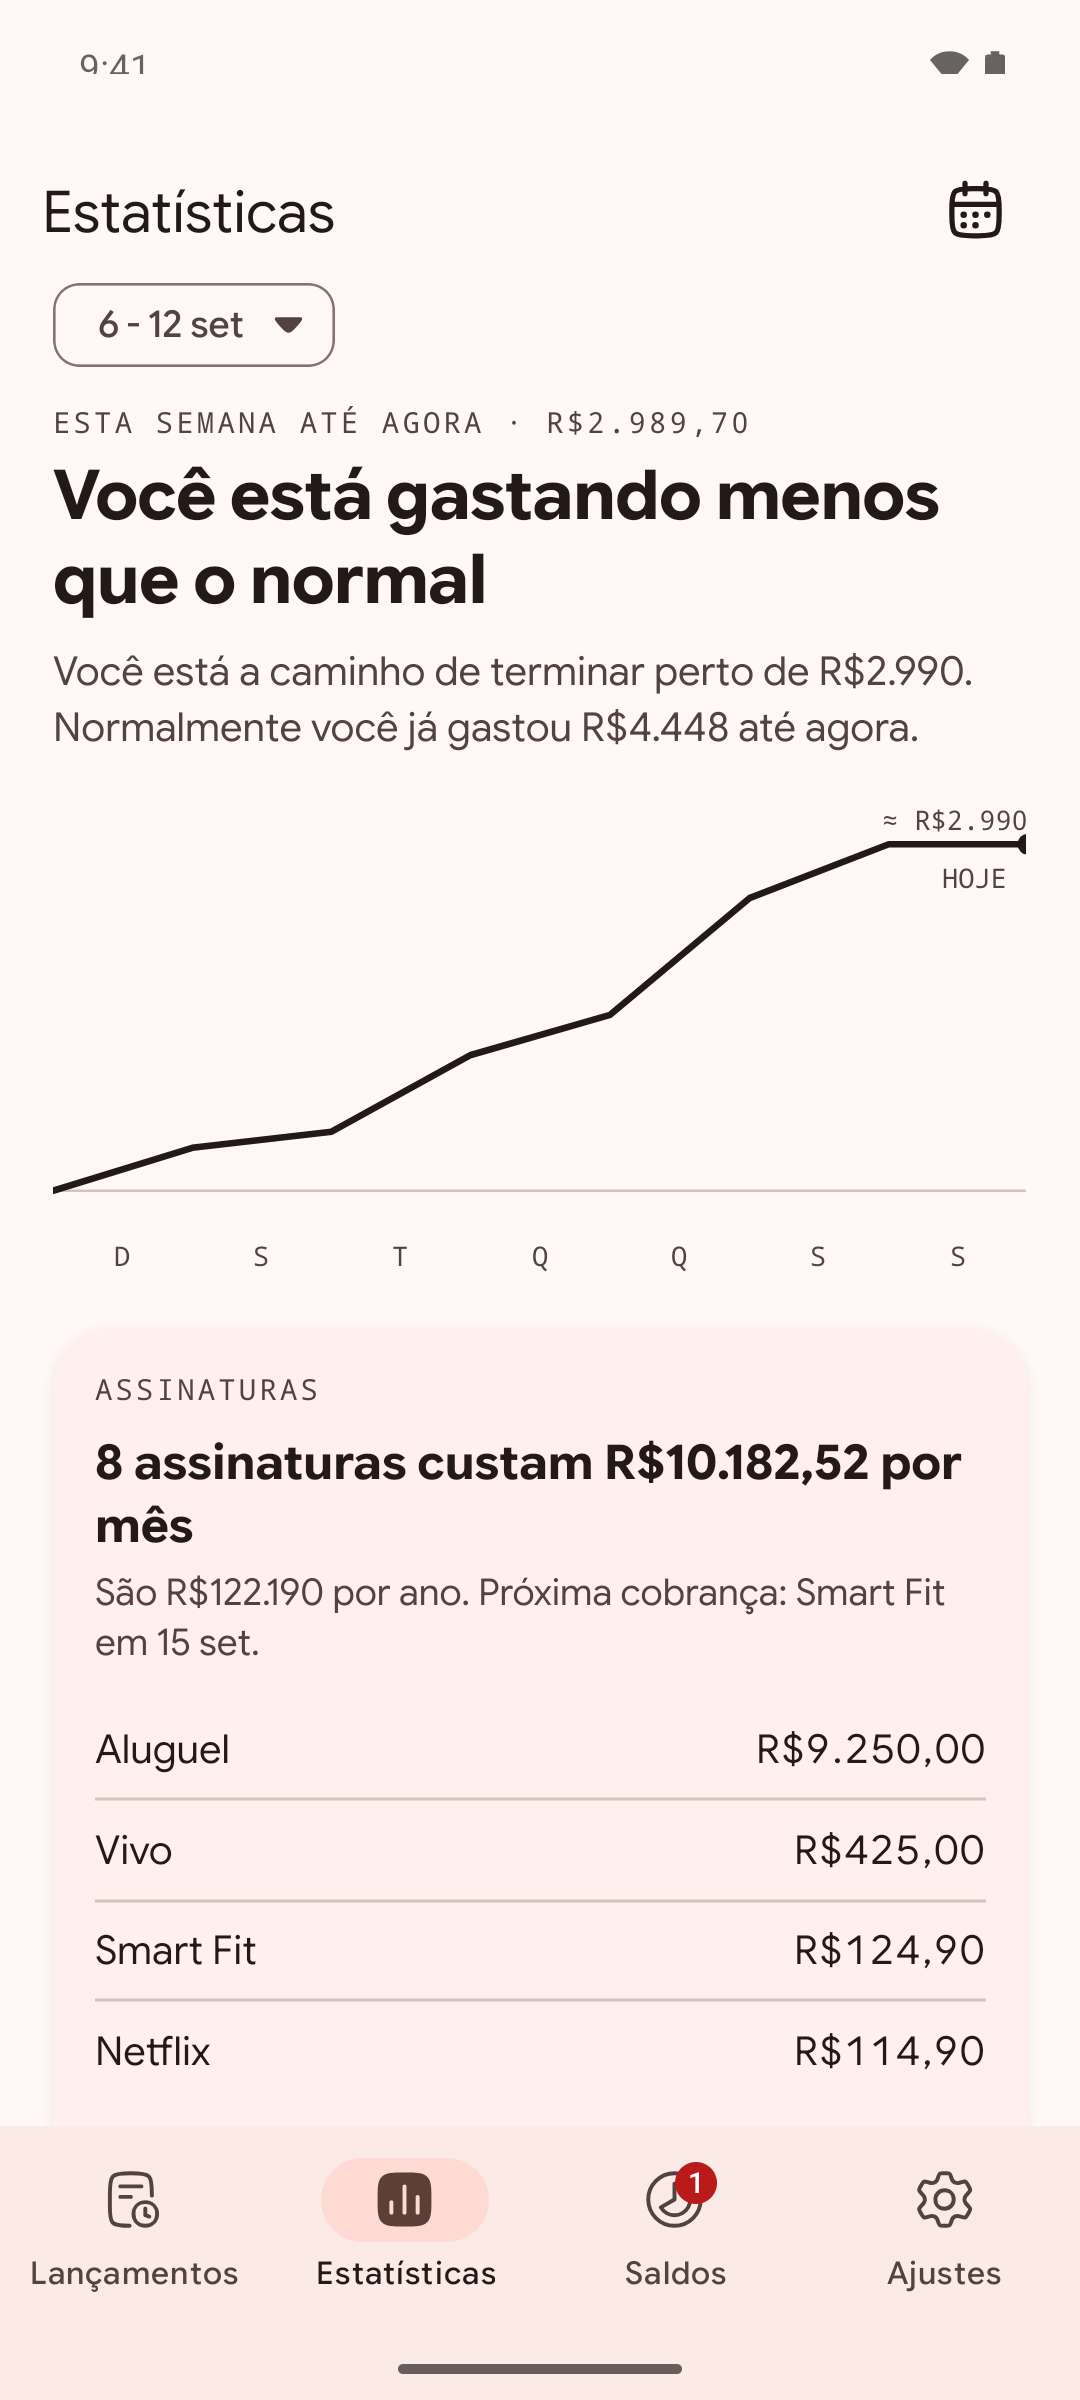 9:41
Estatísticas
6 - 12 set
ESTA SEMANA ATÉ AGORA · R$2.989,70
Você está gastando menos
que o normal
Você está a caminho de terminar perto de R$2.990.
Normalmente você já gastou R$4.448 até agora.
≈ R$2.990
HOJE
D S T Q Q S S
ASSINATURAS
8 assinaturas custam R$10.182,52 por
mês
São R$122.190 por ano. Próxima cobrança: Smart Fit
em 15 set.
Aluguel R$9.250,00
Vivo R$425,00
Smart Fit R$124,90
Netflix R$114,90
1
Lançamentos Estatísticas Saldos Ajustes